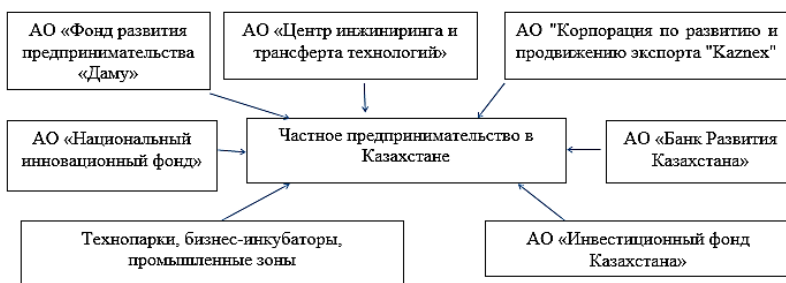 АО «Фонд развития
предпринимательства
«Даму»
АО «Центр инжиниринга и
трансферта технологий»
АО "Корпорация по развитию и
продвижению экспорта "Kaznex"
АО «Национальный
инновационный фонд»
Частное предпринимательство в
Казахстане
АО «Банк Развития
Казахстана»
Технопарки, бизнес-инкубаторы,
промышленные зоны
АО «Инвестиционный фонд
Казахстана»